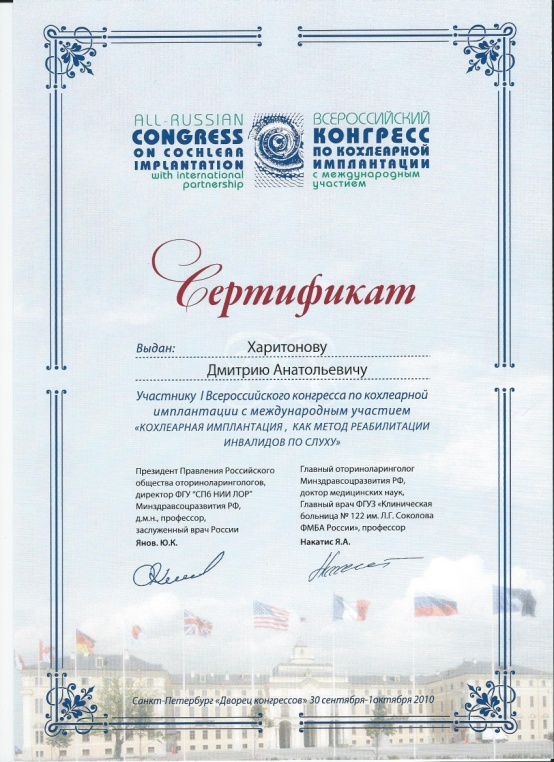 ALL-RUSSIAN
CONGRESS
ON COCHLEAR
IMPLANTATION
with international
partnership
ВСЕРОССИЙСКИЙ
КОНГРЕСС
ПО КОХЛЕАРНОЙ
ИМПЛАНТАЦИИ
с международным
участием
Сертификат
Выдан: Харитонову
Дмитрию Анатольевичу
Участнику I Всероссийского конгресса по кохлеарной
имплантации с международным участием
«КОХЛЕАРНАЯ ИМПЛАНТАЦИЯ , КАК МЕТОД РЕАБИЛИТАЦИИ
ИНВАЛИДОВ ПО СЛУХУ»
Президент Правления Российского
общества оториноларингологов,
директор ФГУ "СПб НИИ ЛОР"
Минздравсоцразвития РФ,
д.м.н., профессор,
заслуженный врач России
Янов. Ю.К.
Главный оториноларинголог
Минздравсоцразвития РФ,
доктор медицинских наук,
Главный врач ФГУЗ «Клиническая
больница № 122 им. Л.Г. Соколова
ФМБА России», профессор
Накатис Я.А.
Санкт-Петербург «Дворец конгрессов» 30 сентября-1октября 2010